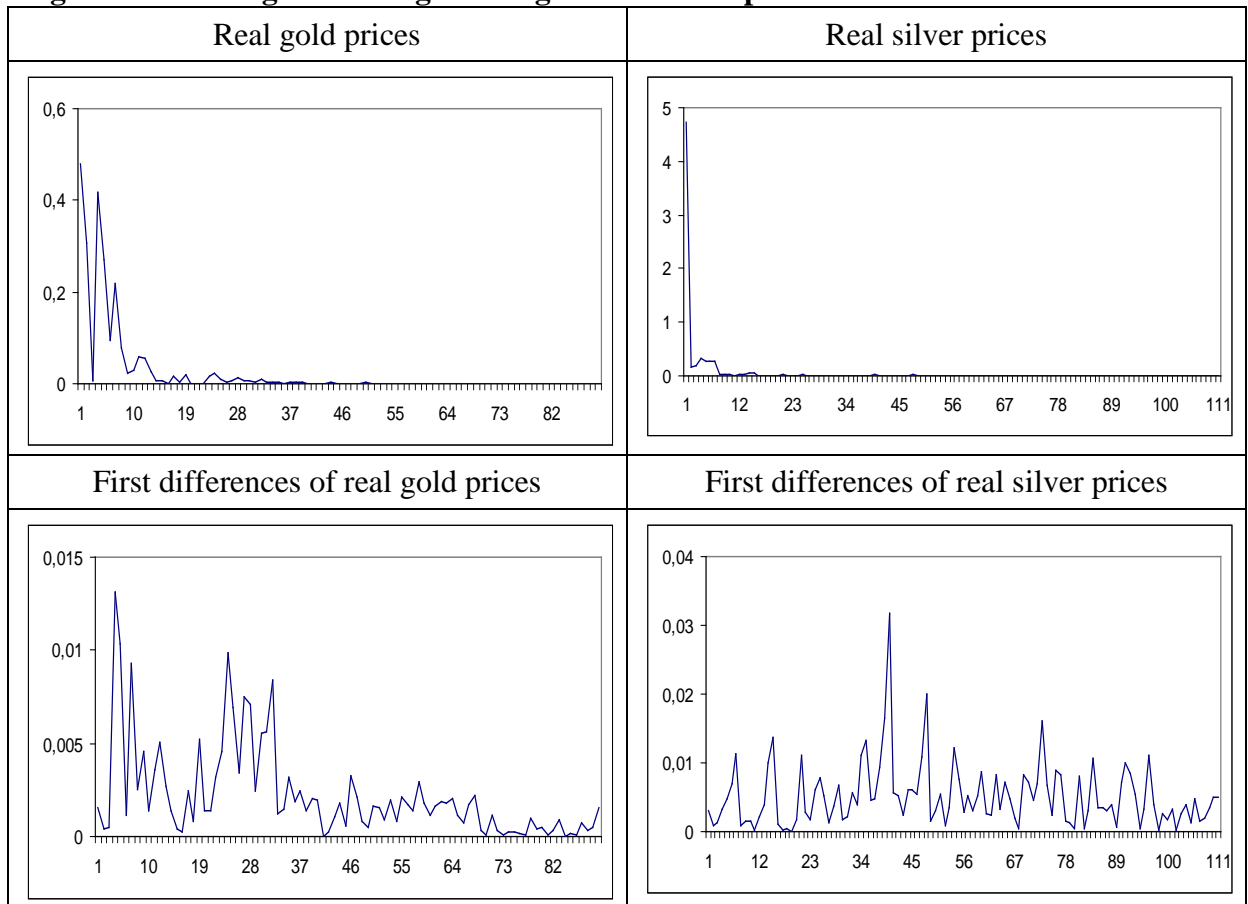 Real gold prices
Real silver prices
0,6
0,4
0,2
0
1 10 19 28 37 46 55 64 73 82
5
4
3
2
1
0
1 12 23 34 45 56 67 78 89 100 111
First differences of real gold prices
First differences of real silver prices
0,015
0,01
0,005
0
1 10 19 28 37 46 55 64 73 82
0,04
0,03
0,02
0,01
0
1 12 23 34 45 56 67 78 89 100 111